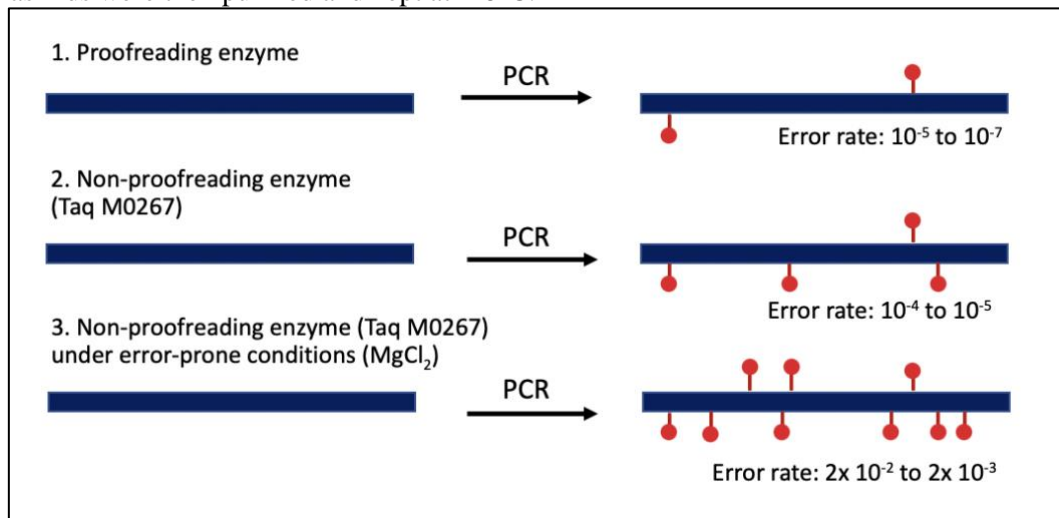 1. Proofreading enzyme
PCR
Error rate: 10⁻⁵ to 10⁻⁷
2. Non-proofreading enzyme
(Taq M0267)
PCR
Error rate: 10⁻⁴ to 10⁻⁵
3. Non-proofreading enzyme (Taq M0267)
under error-prone conditions (MgCl₂)
PCR
Error rate: 2x 10⁻² to 2x 10⁻³